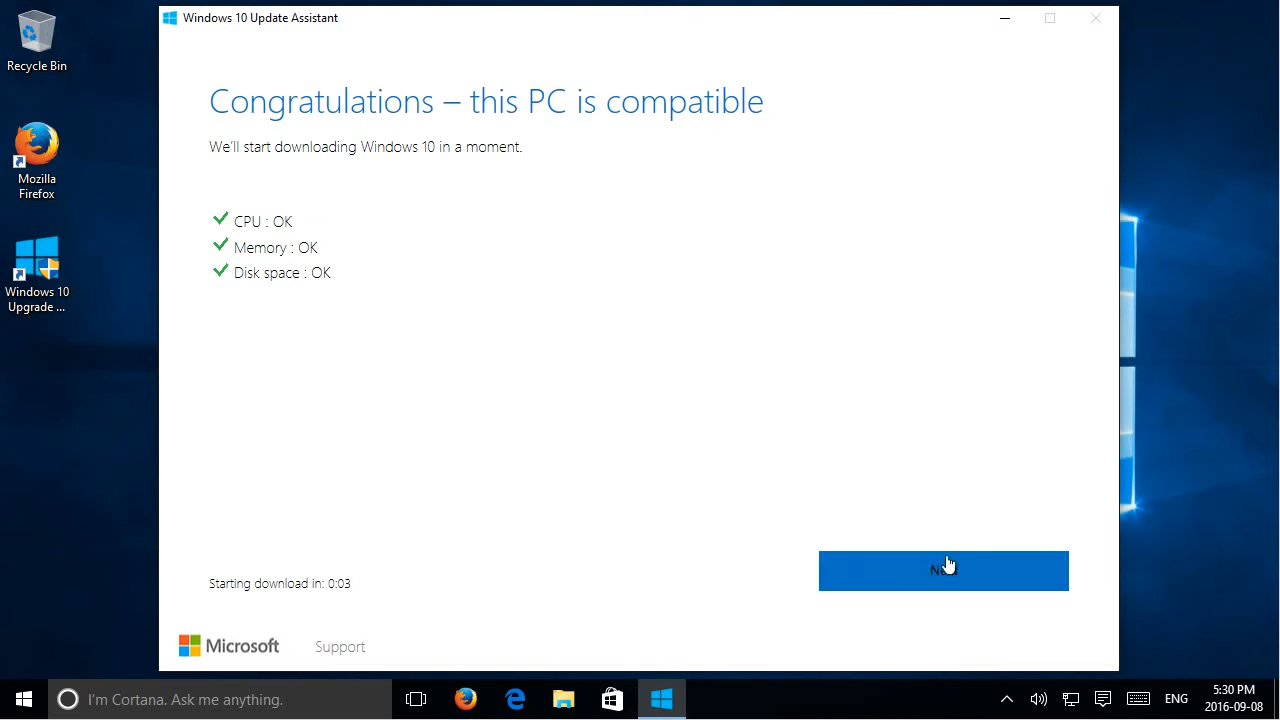 Windows 10 Update Assistant
Recycle Bin
Mozilla
Firefox
Windows 10
Upgrade ...
Congratulations – this PC is compatible
We'll start downloading Windows 10 in a moment.
CPU : OK
Memory : OK
Disk space : OK
Starting download in: 0:03
Microsoft
Support
I'm Cortana. Ask me anything.
ENG
5:30 PM
2016-09-08